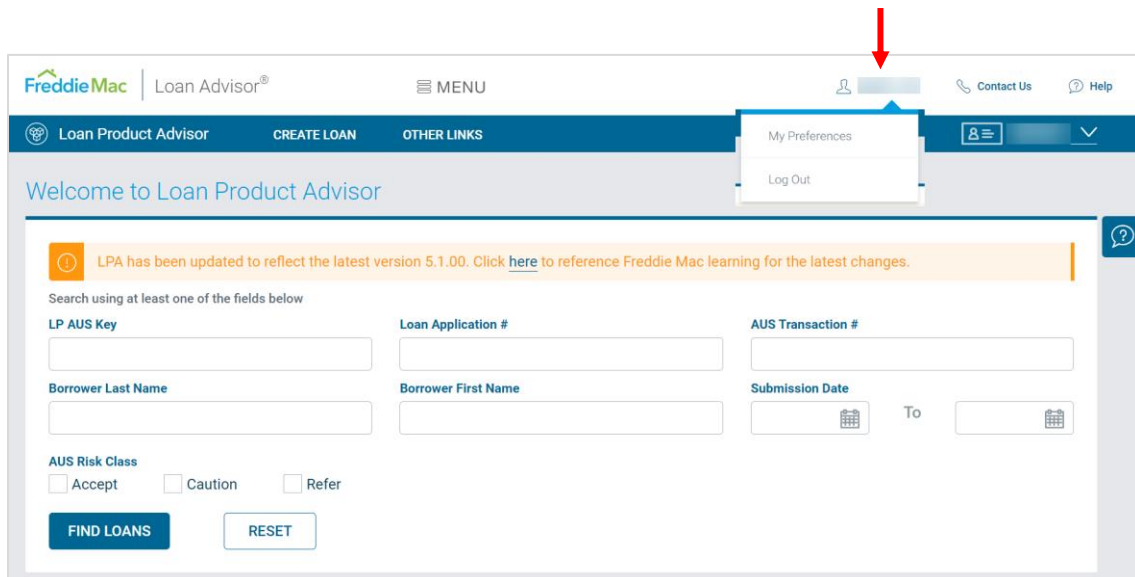 FreddieMac Loan Advisor® MENU Contact Us Help
Loan Product Advisor CREATE LOAN OTHER LINKS
My Preferences
Log Out
Welcome to Loan Product Advisor
LPA has been updated to reflect the latest version 5.1.00. Click here to reference Freddie Mac learning for the latest changes.
Search using at least one of the fields below
LP AUS Key Loan Application # AUS Transaction #
Borrower Last Name Borrower First Name Submission Date
To
AUS Risk Class
Accept Caution Refer
FIND LOANS RESET